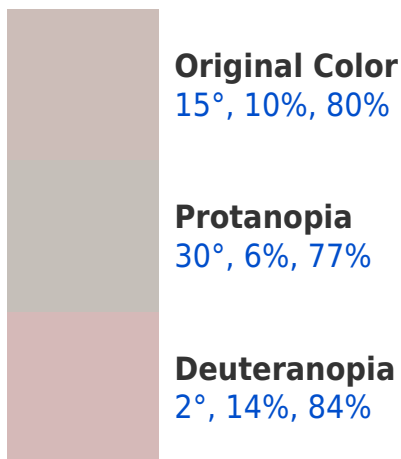 Original Color
15°, 10%, 80%
Protanopia
30°, 6%, 77%
Deuteranopia
2°, 14%, 84%